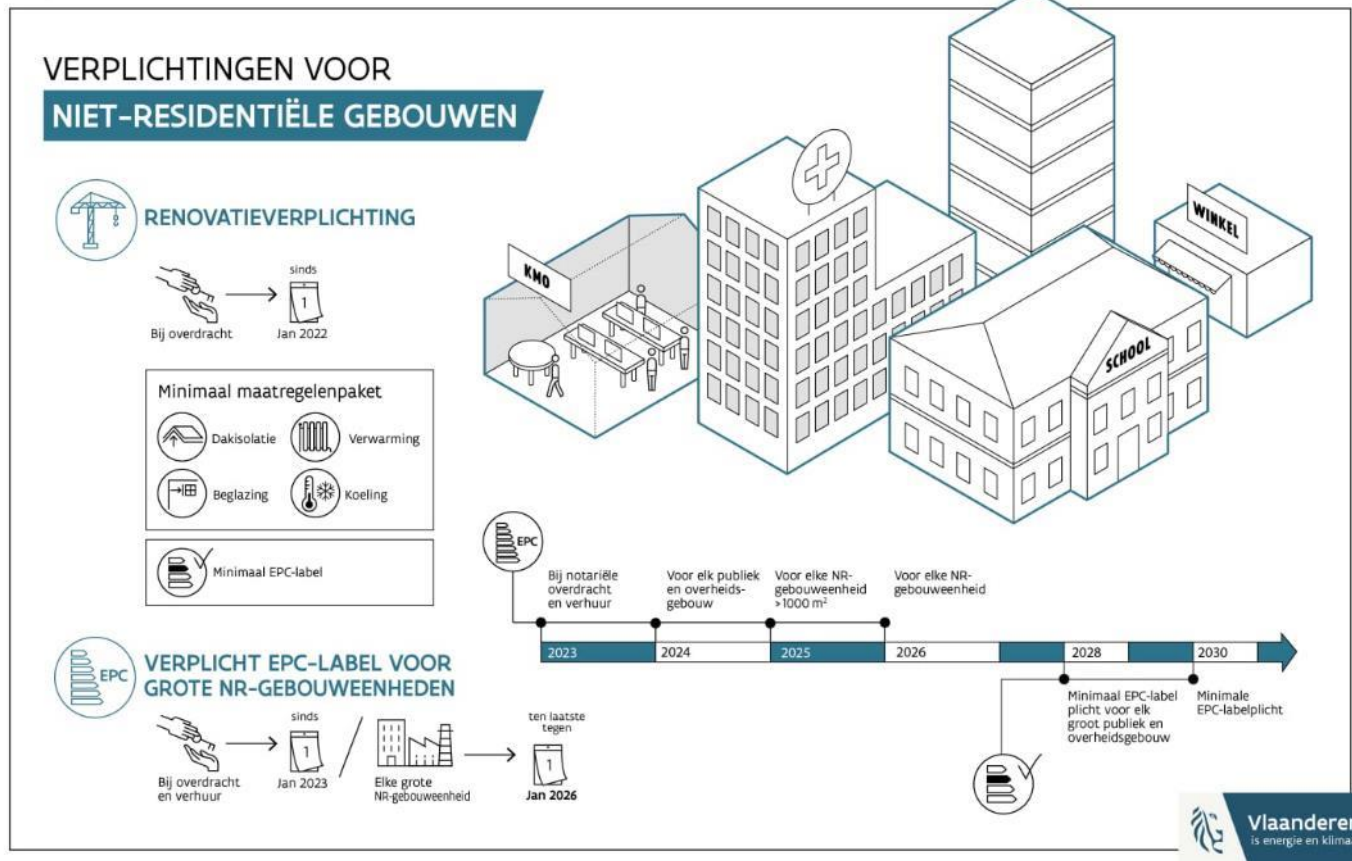 VERPLICHTINGEN VOOR
NIET-RESIDENTIËLE GEBOUWEN
RENOVATIEVERPLICHTING
sinds
1
Bij overdracht
Jan 2022
Minimaal maatregelenpakket
Dakisolatie
Verwarming
Beglazing
Koeling
Minimaal EPC-label
EPC
VERPLICHT EPC-LABEL VOOR
GROTE NR-GEBOUWEENHEDEN
sinds
1
Bij overdracht
en verhuur
Jan 2023
/
Elke grote
NR-gebouweenheid
ten laatste
tegen
1
Jan 2026
KMO
SCHOOL
WINKEL
EPC
Bij notariële
overdracht
en verhuur
Voor elk publiek
en overheids-
gebouw
Voor elke NR-
gebouweenheid
>1000 m²
Voor elke NR-
gebouweenheid
2023
2024
2025
2026
2028
2030
Minimaal EPC-label
plicht voor elk
groot publiek en
overheidsgebouw
Minimale
EPC-labelplicht
Vlaanderen
is energie en klima